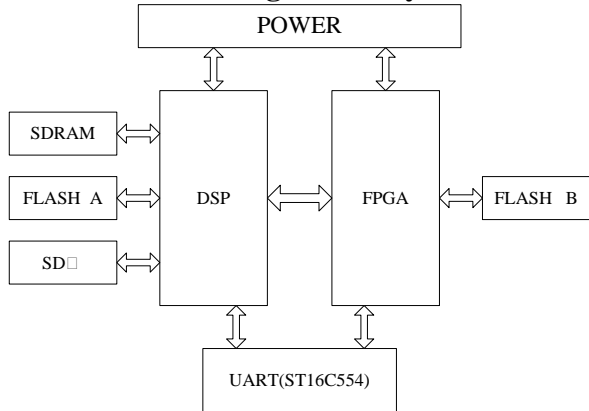 POWER
SDRAM
FLASH A
SD□
DSP
FPGA
FLASH B
UART(ST16C554)